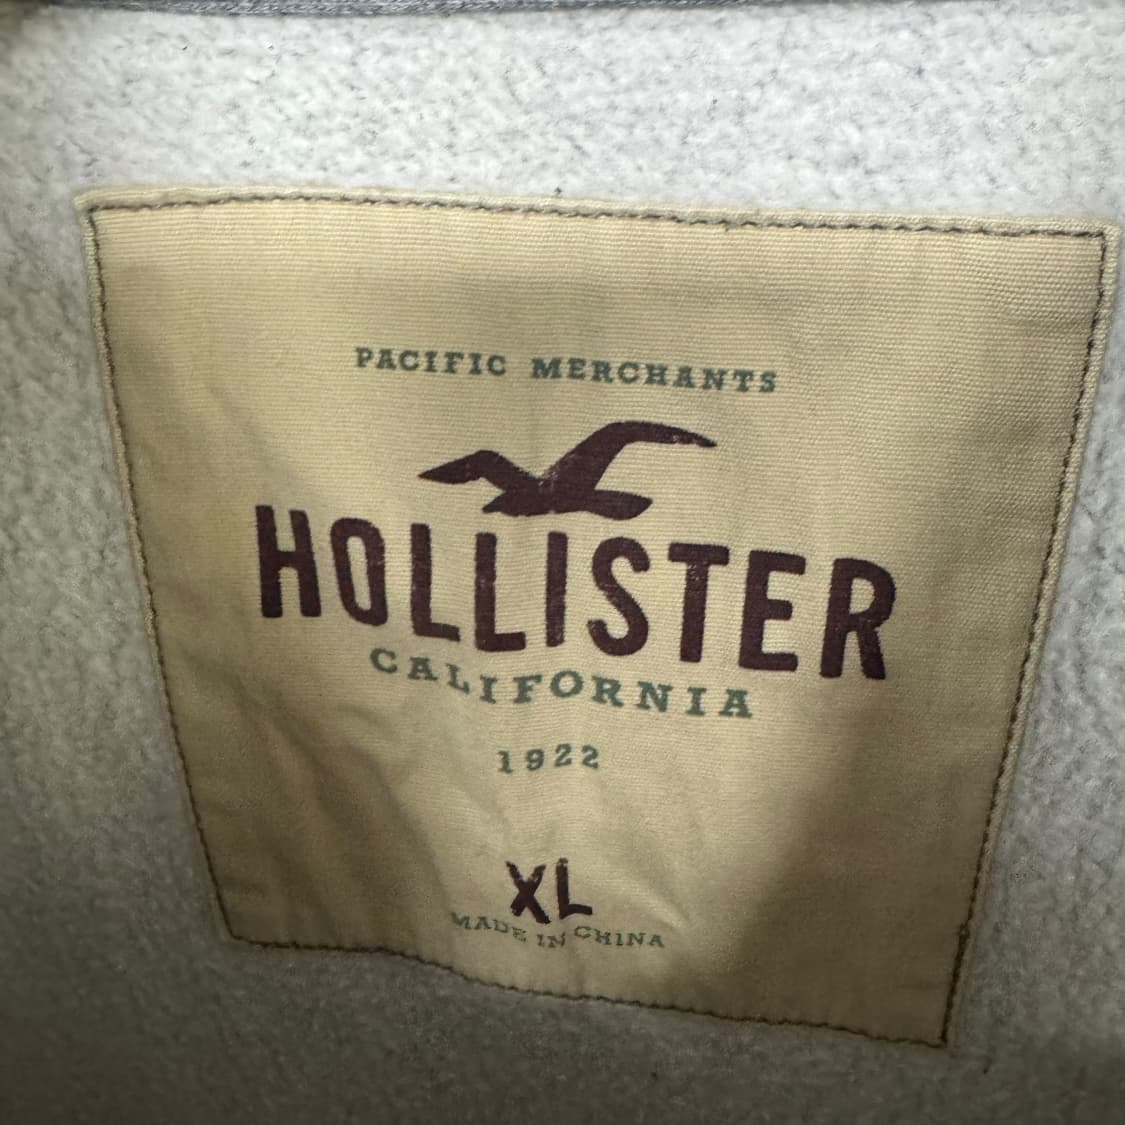 PACIFIC MERCHANTS
HOLLISTER
CALIFORNIA
1922
XL
MADE IN CHINA